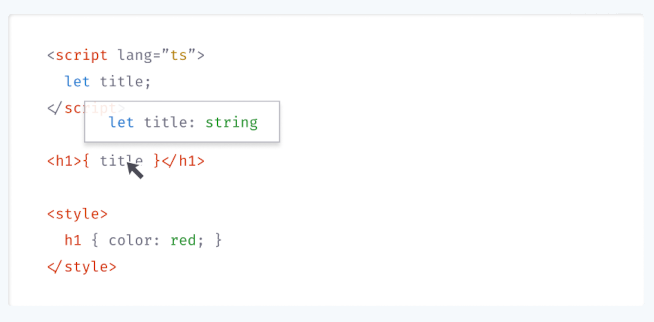 <script lang="ts">
let title;
</script>
let title: string
<h1>{ title }</h1>
<style>
h1 { color: red; }
</style>